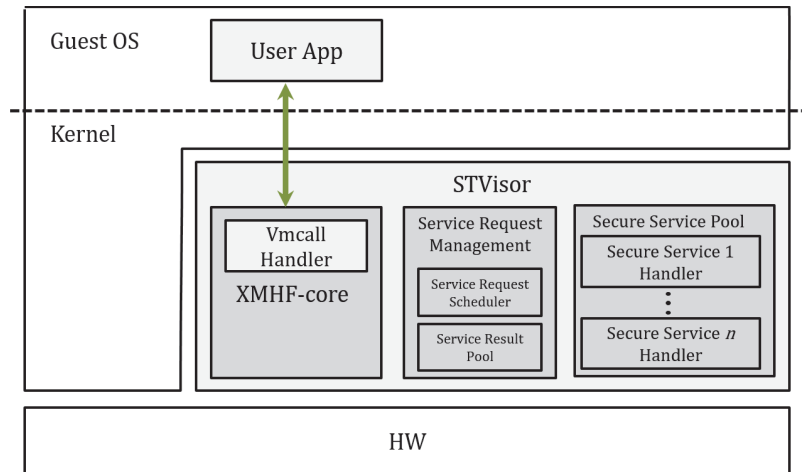 Guest OS
User App
Kernel
STVisor
Vmcall
Handler
XMHF-core
Service Request
Management
Service Request
Scheduler
Service Result
Pool
Secure Service Pool
Secure Service 1
Handler
Secure Service n
Handler
HW